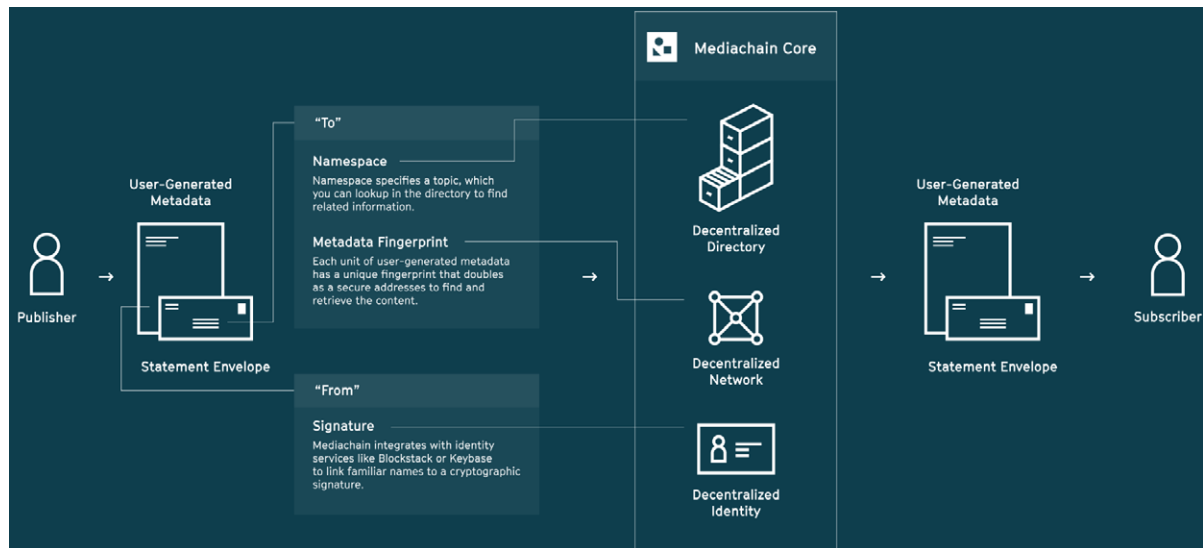 Mediachain Core
User-Generated
Metadata
Publisher
Statement Envelope
“To”
Namespace
Namespace specifies a topic, which
you can lookup in the directory to find
related information.
Metadata Fingerprint
Each unit of user-generated metadata
has a unique fingerprint that doubles
as a secure addresses to find and
retrieve the content.
“From”
Signature
Mediachain integrates with identity
services like Blockstack or Keybase
to link familiar names to a cryptographic
signature.
Decentralized
Directory
Decentralized
Network
Decentralized
Identity
User-Generated
Metadata
Statement Envelope
Subscriber